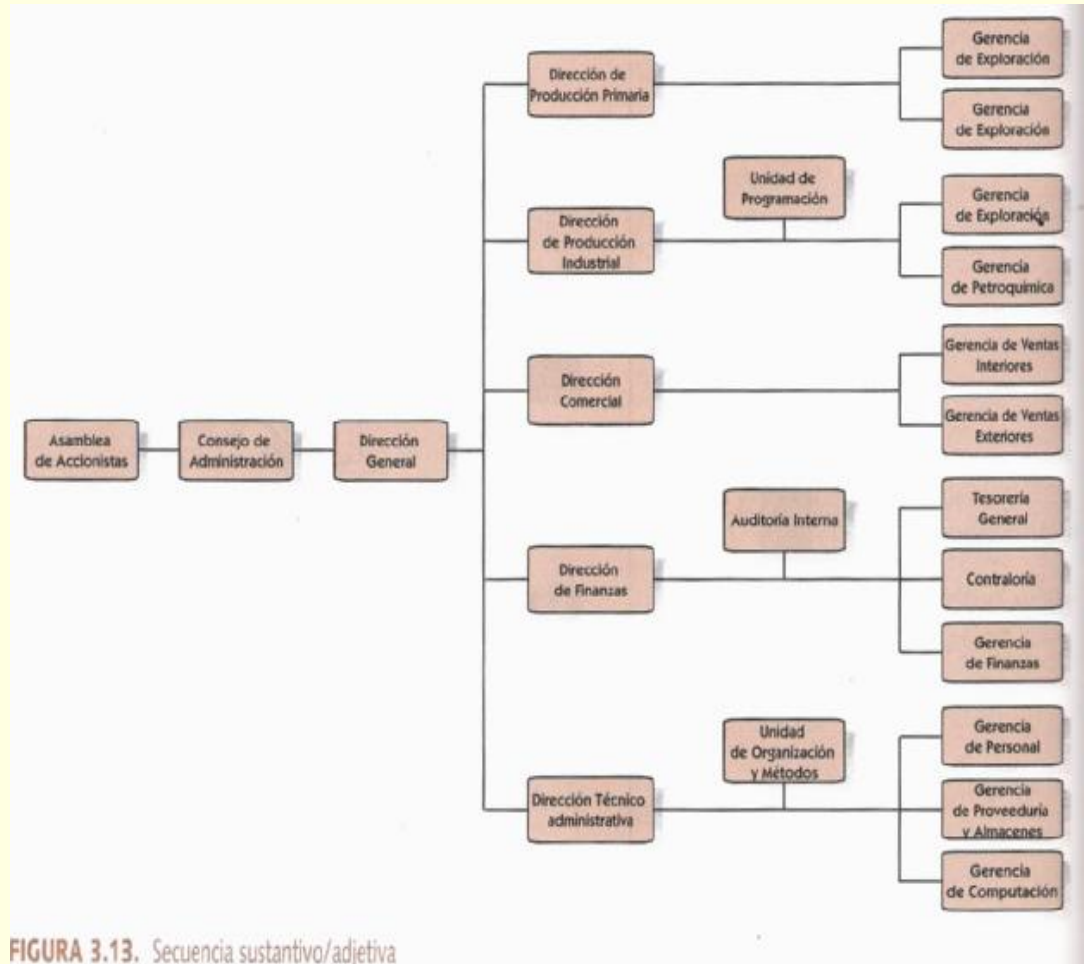 Gerencia
de Exploración
Dirección de
Producción Primaria
Gerencia
de Exploración
Unidad de
Programación
Gerencia
de Exploración
Dirección
de Producción
Industrial
Gerencia
de Petroquímica
Gerencia de Ventas
Interiores
Dirección
Comercial
Gerencia de Ventas
Exteriores
Asamblea
de Accionistas
Consejo de
Administración
Dirección
General
Tesorería
General
Auditoría Interna
Dirección
de Finanzas
Contraloría
Gerencia
de Finanzas
Unidad
de Organización
y Métodos
Gerencia
de Personal
Dirección Técnico
administrativa
Gerencia
de Proveeduría
y Almacenes
Gerencia
de Computación
FIGURA 3.13. Secuencia sustantivo/adjetiva